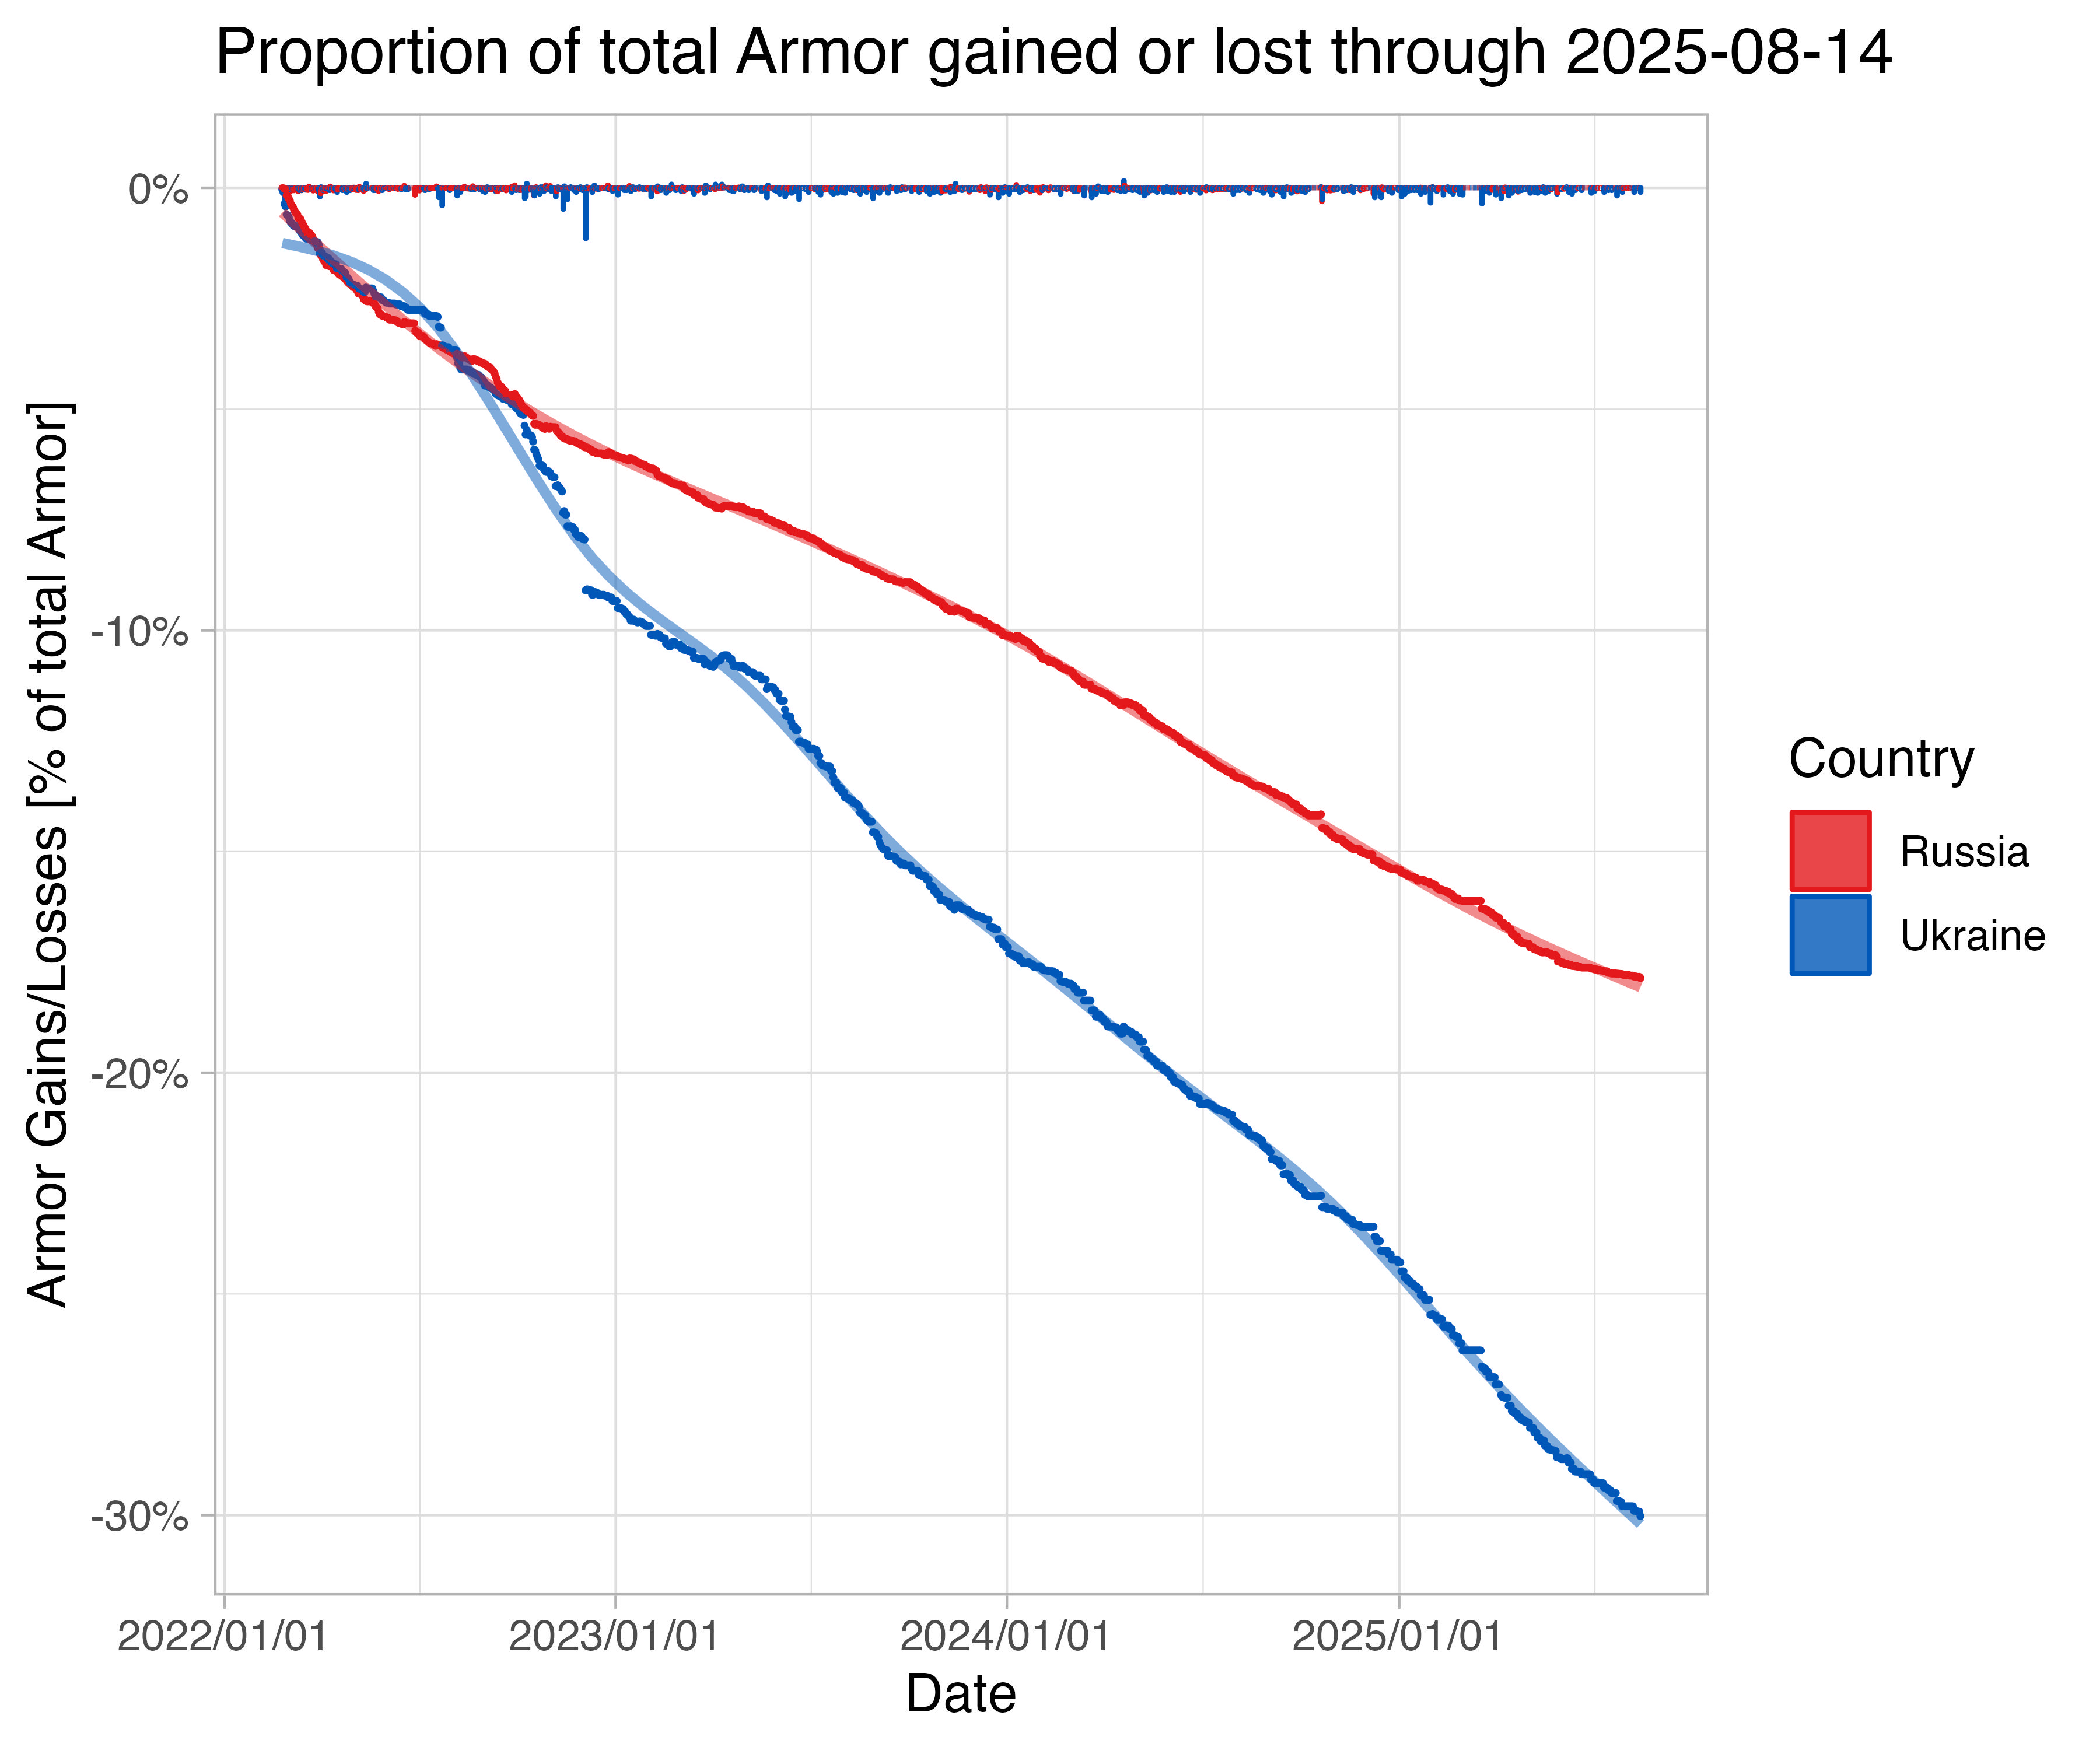 Proportion of total Armor gained or lost through 2025-08-14
Armor Gains/Losses [% of total Armor]
0%
-10%
-20%
-30%
2022/01/01
2023/01/01
2024/01/01
2025/01/01
Date
Country
Russia
Ukraine